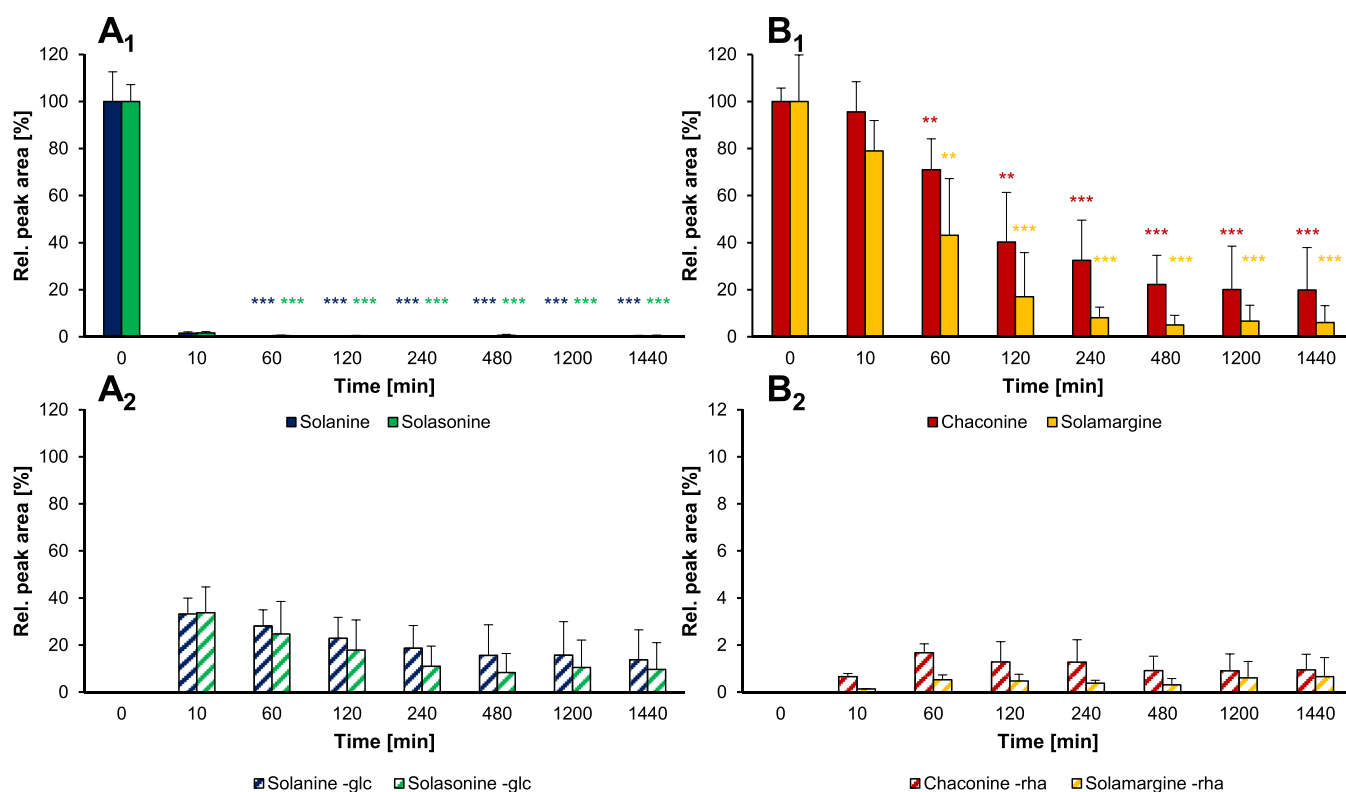 A1
Rel. peak area [%]
120
100
80
60
40
20
0
*** *** *** *** *** *** *** *** *** *** *** ***
0 10 60 120 240 480 1200 1440
Time [min]
Solanine Solasonine
B1
Rel. peak area [%]
120
100
80
60
40
20
0
**
**
**
***
***
***
***
***
***
***
***
***
0 10 60 120 240 480 1200 1440
Time [min]
Chaconine Solamargine
A2
Rel. peak area [%]
120
100
80
60
40
20
0
0 10 60 120 240 480 1200 1440
Time [min]
Solanine -glc Solasonine -glc
B2
Rel. peak area [%]
12
10
8
6
4
2
0
0 10 60 120 240 480 1200 1440
Time [min]
Chaconine -rha Solamargine -rha